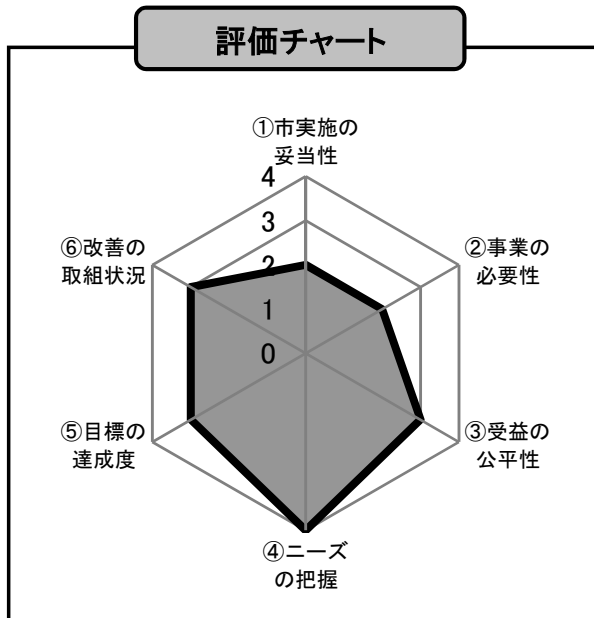 評価チャート
①市実施の
妥当性
4
3
2
1
0
②事業の
必要性
③受益の
公平性
④ニーズ
の把握
⑤目標の
達成度
⑥改善の
取組状況